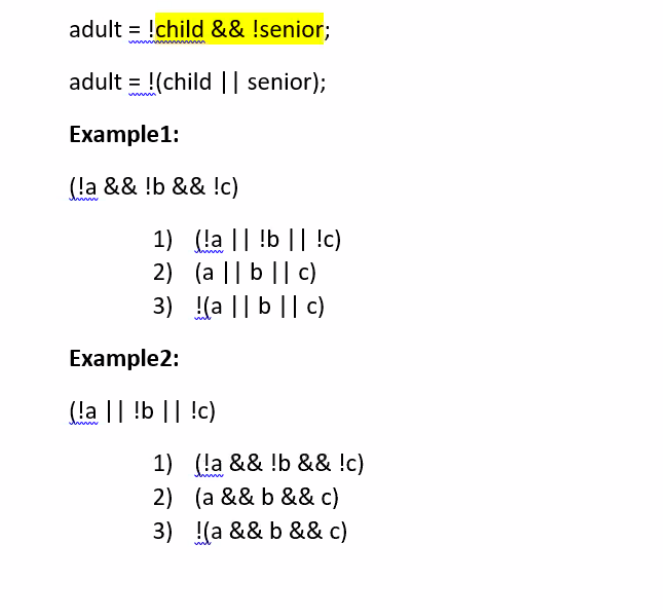 adult = !child && !senior;
adult = !(child || senior);
Example1:
(!a && !b && !c)
1) (!a || !b || !c)
2) (a || b || c)
3) !(a || b || c)
Example2:
(!a || !b || !c)
1) (!a && !b && !c)
2) (a && b && c)
3) !(a && b && c)